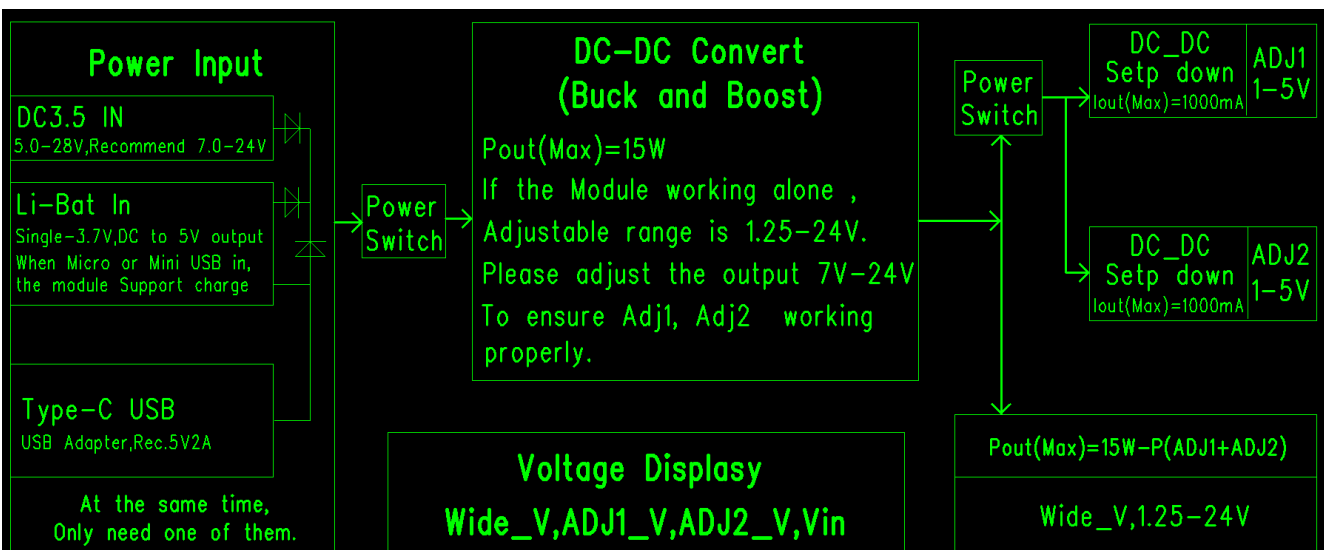 Power Input
DC3.5 IN
5.0-28V,Recommend 7.0-24V
Li-Bat In
Single-3.7V,DC to 5V output
When Micro or Mini USB in,
the module Support charge
Type-C USB
USB Adapter,Rec.5V2A
At the same time,
Only need one of them.
Power
Switch
DC-DC Convert
(Buck and Boost)
Pout(Max)=15W
If the Module working alone ,
Adjustable range is 1.25-24V.
Please adjust the output 7V-24V
To ensure Adj1, Adj2 working
properly.
Voltage Displasy
Wide_V,ADJ1_V,ADJ2_V,Vin
Power
Switch
DC_DC
Setp down
Iout(Max)=1000mA
ADJ1
1-5V
DC_DC
Setp down
Iout(Max)=1000mA
ADJ2
1-5V
Pout(Max)=15W-P(ADJ1+ADJ2)
Wide_V,1.25-24V